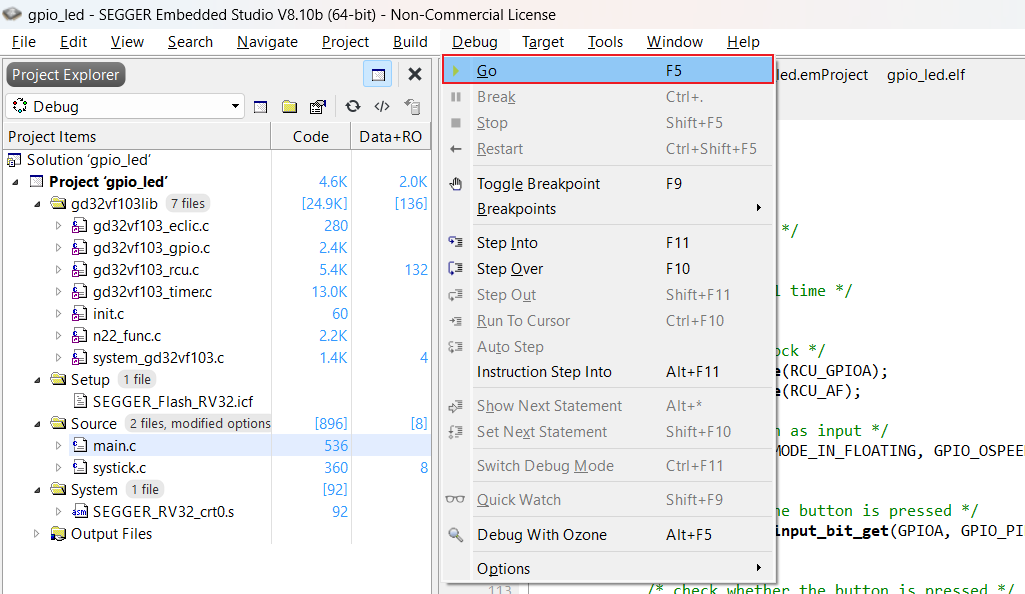 gpio_led - SEGGER Embedded Studio V8.10b (64-bit) - Non-Commercial License
File Edit View Search Navigate Project Build Debug Target Tools Window Help
Project Explorer
Debug
Project Items Code Data+RO
Solution 'gpio_led'
Project 'gpio_led' 4.6K 2.0K
gd32vf103lib 7 files [24.9K] [136]
gd32vf103_eclic.c 280
gd32vf103_gpio.c 2.4K
gd32vf103_rcu.c 5.4K 132
gd32vf103_timer.c 13.0K
init.c 60
n22_func.c 2.2K
system_gd32vf103.c 1.4K 4
Setup 1 file
SEGGER_Flash_RV32.icf
Source 2 files, modified options [896] [8]
main.c 536
systick.c 360 8
System 1 file [92]
asm SEGGER_RV32_crt0.s 92
Output Files
Go F5
Break Ctrl+.
Stop Shift+F5
Restart Ctrl+Shift+F5
Toggle Breakpoint F9
Breakpoints
Step Into F11
Step Over F10
Step Out Shift+F11
Run To Cursor Ctrl+F10
Auto Step
Instruction Step Into Alt+F11
Show Next Statement Alt+*
Set Next Statement Shift+F10
Switch Debug Mode Ctrl+F11
Quick Watch Shift+F9
Debug With Ozone Alt+F5
Options
led.emProject gpio_led.elf
*/
l time */
ock */
e(RCU_GPIOA);
e(RCU_AF);
n as input */
MODE_IN_FLOATING, GPIO_OSPEE
he button is pressed */
input_bit_get(GPIOA, GPIO_PI
113 /* check whether the button is pressed */